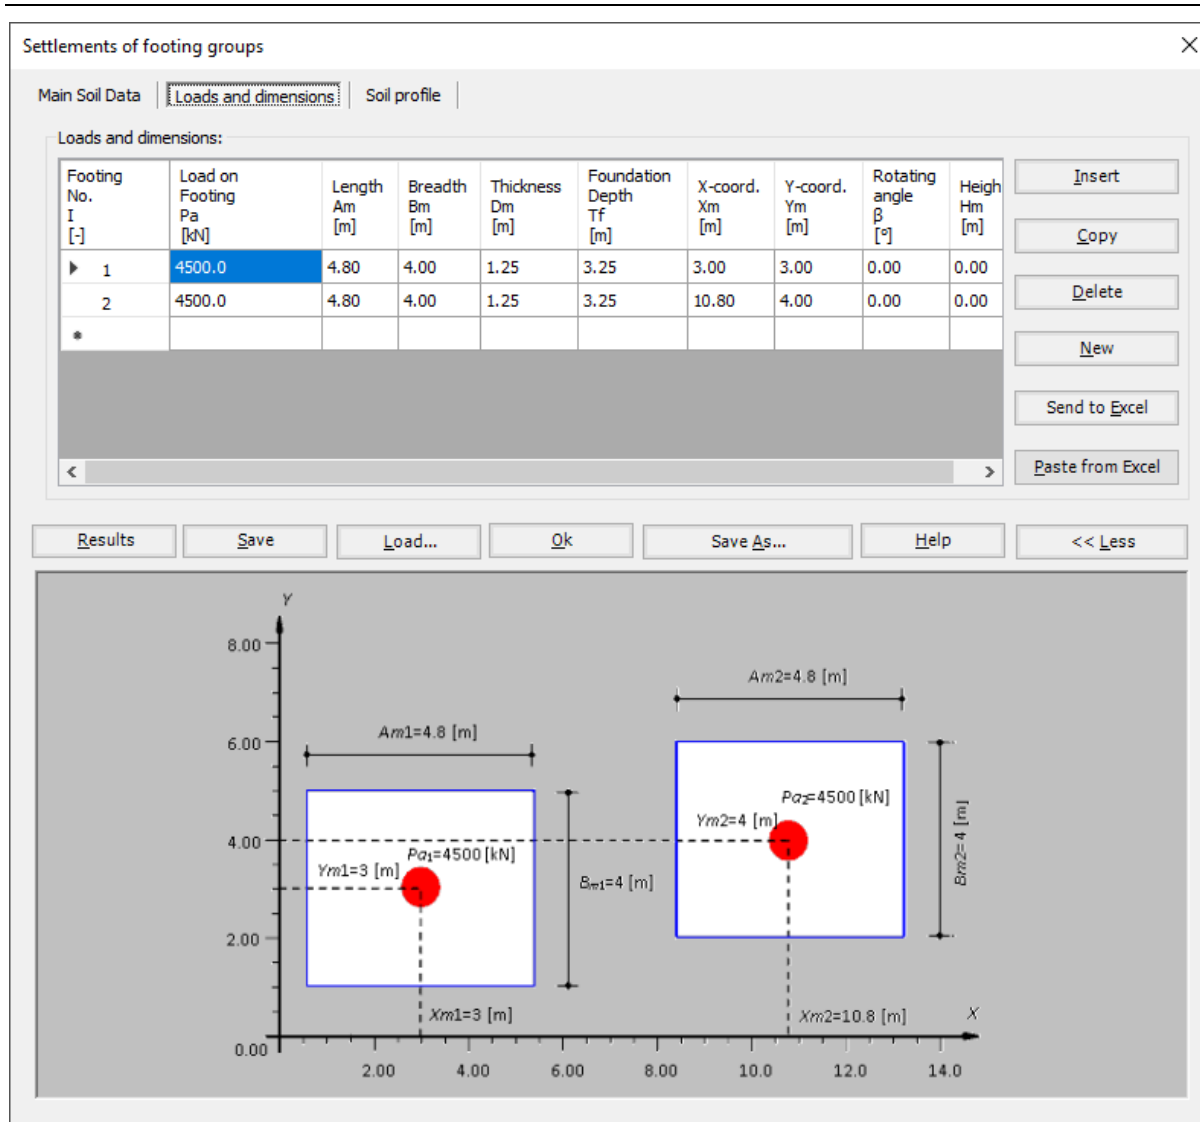 Settlements of footing groups
Main Soil Data
Loads and dimensions
Soil profile
Loads and dimensions:
Footing No. I [-]
Load on Footing Pa [kN]
Length Am [m]
Breadth Bm [m]
Thickness Dm [m]
Foundation Depth Tf [m]
X-coord. Xm [m]
Y-coord. Ym [m]
Rotating angle β [°]
Heigh Hm [m]
1 4500.0 4.80 4.00 1.25 3.25 3.00 3.00 0.00 0.00
2 4500.0 4.80 4.00 1.25 3.25 10.80 4.00 0.00 0.00
Insert
Copy
Delete
New
Send to Excel
Paste from Excel
Results
Save
Load...
Ok
Save As...
Help
<< Less
Y
8.00
Am2=4.8 [m]
Am1=4.8 [m]
6.00
Pa2=4500 [kN]
Ym2=4 [m]
4.00
Pa1=4500 [kN]
Ym1=3 [m]
Bm1=4 [m]
Bm2=4 [m]
2.00
Xm1=3 [m]
Xm2=10.8 [m]
X
0.00
2.00 4.00 6.00 8.00 10.0 12.0 14.0